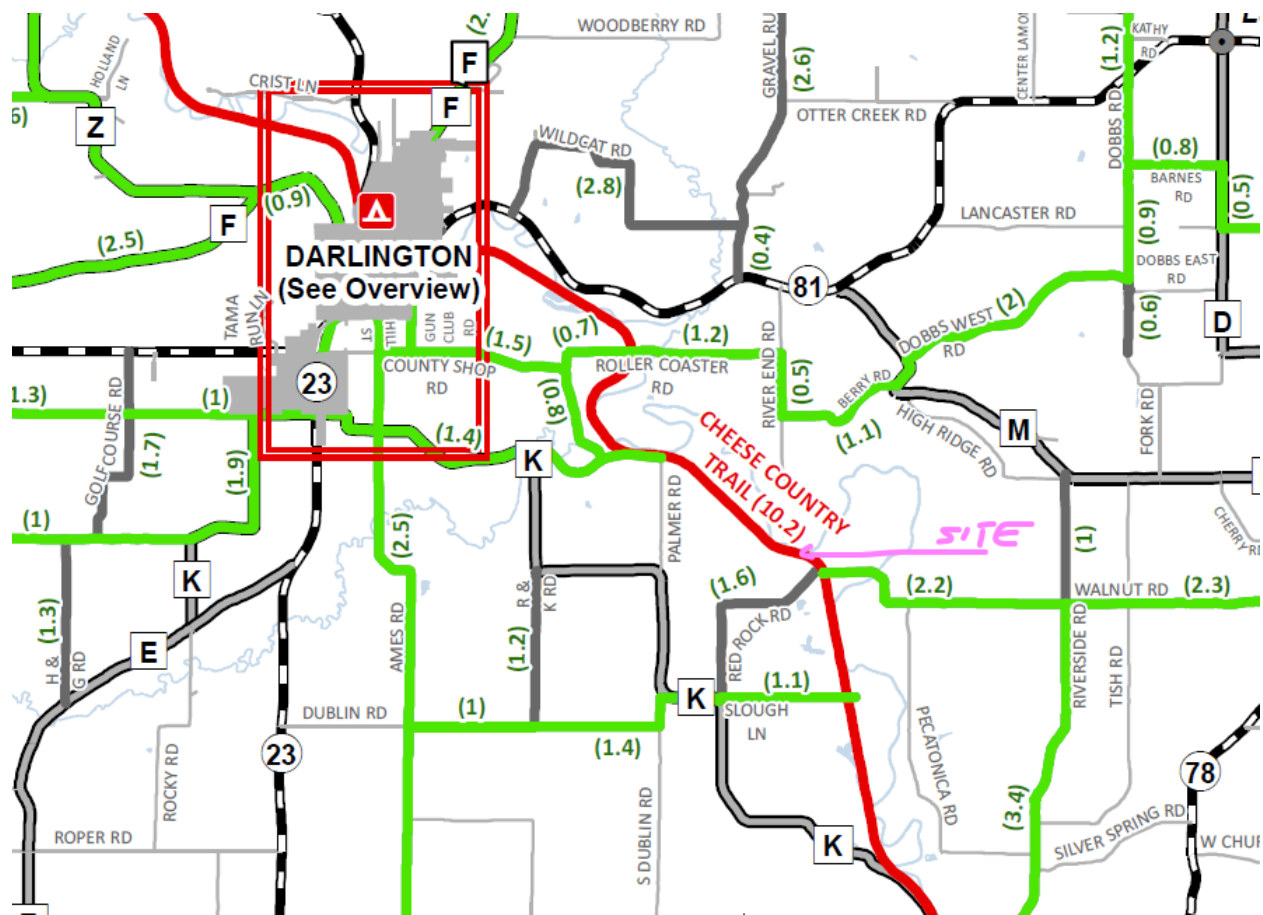 WOODBERRY RD
KATHY
RD
HOLLAND
LN
(2.
F
GRAVEL RU
(2.6)
CENTER LAMO
(1.2)
CRIST LN
F
OTTER CREEK RD
DOBBS RD
6)
Z
WILDCAT RD
(2.8)
(0.8)
BARNES
RD
(0.5)
(0.9)
F
LANCASTER RD
(0.9)
(2.5)
DARLINGTON
(See Overview)
(0.4)
81
DOBBS EAST
RD
(0.6)
D
TAMA
RUN LN
ST
HILL
GUN
CLUB
RD
(1.5)
(0.7)
(1.2)
ROLLER COASTER
RD
RIVER END RD
(0.5)
DOBBS WEST
RD
(2)
COUNTY SHOP
RD
23
1.3)
(1)
GOLF COURSE RD
(1.7)
(1.9)
(1.4)
(0.8)
BERRY RD
(1.1)
HIGH RIDGE RD
M
FORK RD
K
CHEESE COUNTRY
TRAIL (10.2)
PALMER RD
CHERRY RD
(1)
SITE
(2.5)
(1)
K
R &
K RD
(1.6)
RED ROCK RD
(2.2)
WALNUT RD
(2.3)
H &
G RD
(1.3)
E
AMES RD
(1.2)
RIVERSIDE RD
TISH RD
K
(1.1)
SLOUGH
LN
DUBLIN RD
(1)
(1.4)
PECATONICA RD
ROCKY RD
23
78
S DUBLIN RD
(3.4)
SILVER SPRING RD
ROPER RD
K
W CHUR